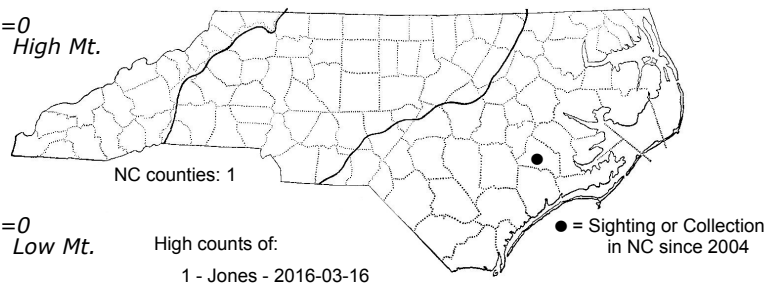 =0
High Mt.
NC counties: 1
=0
Low Mt.
High counts of:
1 - Jones - 2016-03-16
● = Sighting or Collection
in NC since 2004